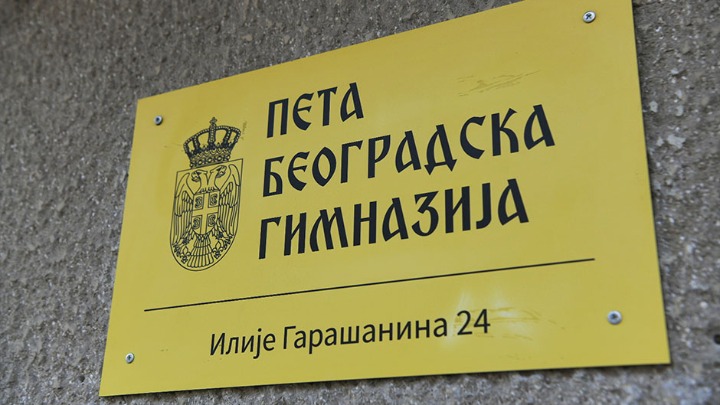 ПЕТА
БЕОГРАДСКА
ГИМНАЗИЈА
Илије Гарашанина 24